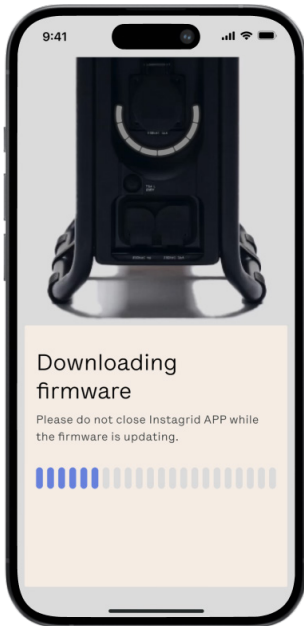 9:41
Downloading
firmware
Please do not close Instagrid APP while
the firmware is updating.